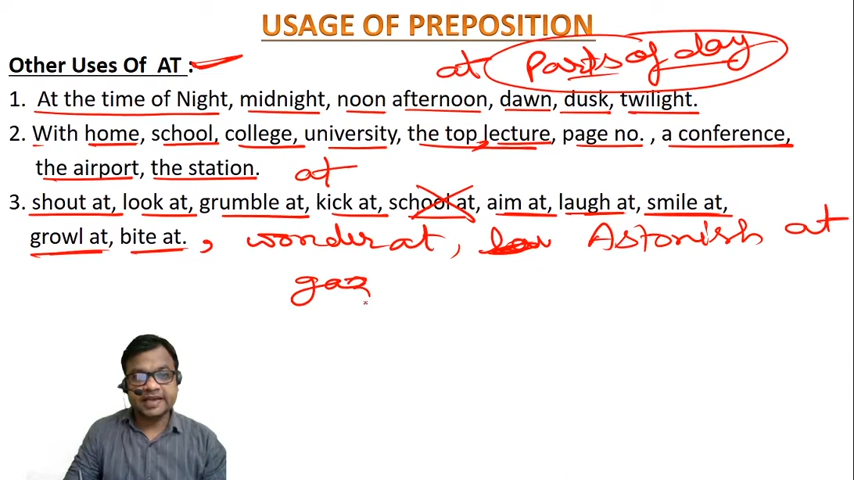 USAGE OF PREPOSITION
Other Uses Of AT :
at Parts of day
1. At the time of Night, midnight, noon afternoon, dawn, dusk, twilight.
2. With home, school, college, university, the top lecture, page no. , a conference,
the airport, the station. at
3. shout at, look at, grumble at, kick at, school at, aim at, laugh at, smile at,
growl at, bite at. , wonder at, Astonish at
gaz